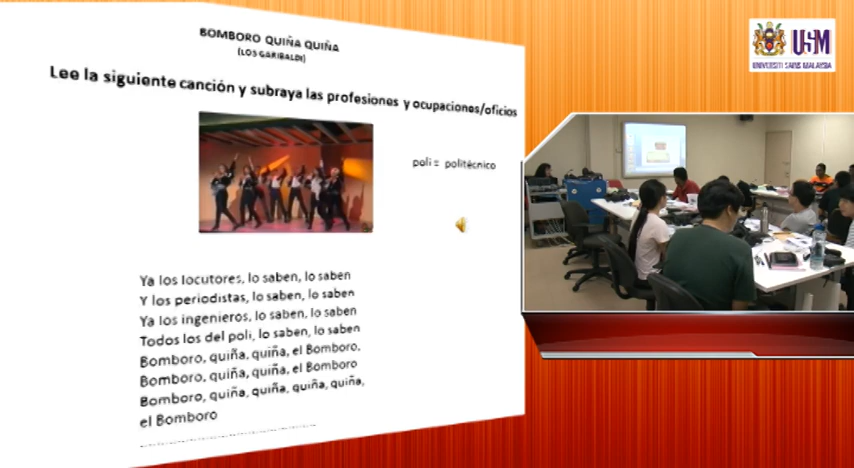 BOMBORO QUIÑA QUIÑA
(LOS GARIBALDI)
Lee la siguiente canción y subraya las profesiones y ocupaciones/oficios
poli = politécnico
Ya los locutores, lo saben, lo saben
Y los periodistas, lo saben, lo saben
Ya los ingenieros, lo saben, lo saben
Todos los del poli, lo saben, lo saben
Bomboro, quiña, quiña, el Bomboro,
Bomboro, quiña, quiña, el Bomboro
Bomboro, quiña, quiña, quiña, quiña,
el Bomboro
USM
UNIVERSITI SAINS MALAYSIA